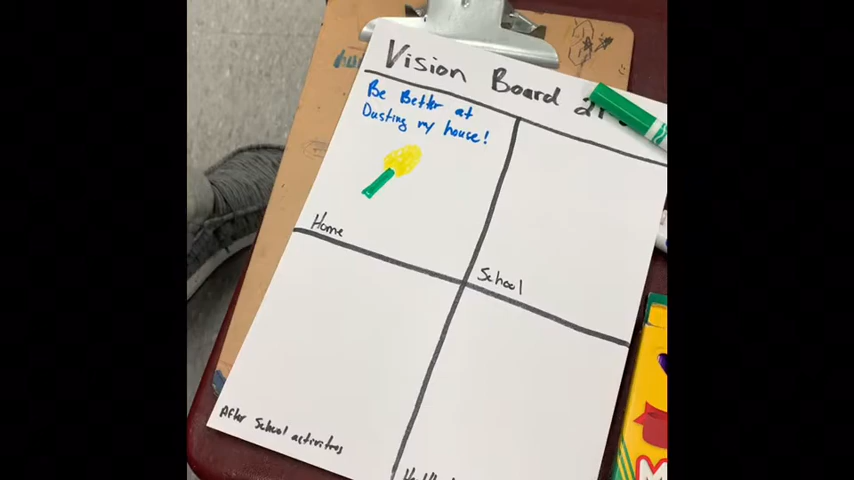 Vision Board
Be Better at
Dusting my house!
Home
School
After School activities